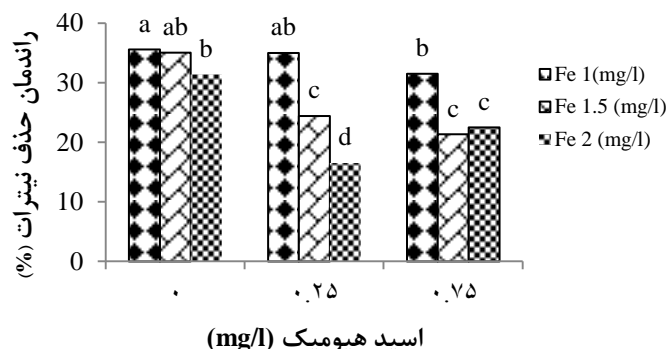 راندمان حذف نیترات (%)
40
30
20
10
0
a ab b
ab c d
b c c
۰ ۰.۲۵ ۰.۷۵
اسید هیومیک (mg/l)
Fe 1(mg/l)
Fe 1.5 (mg/l)
Fe 2 (mg/l)